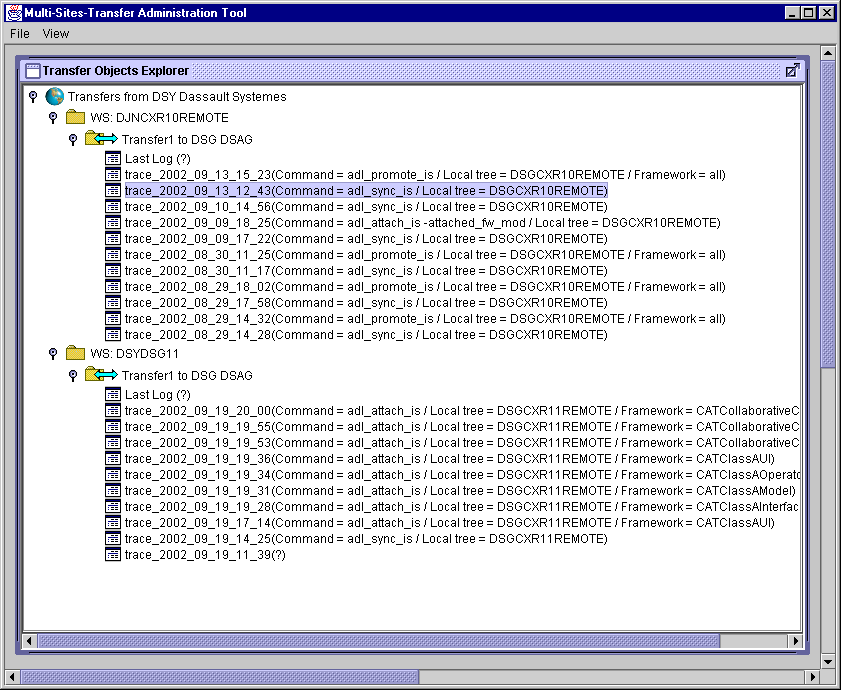 Multi-Sites-Transfer Administration Tool
File View
Transfer Objects Explorer
Transfers from DSY Dassault Systemes
WS: DJNCXR10REMOTE
Transfer1 to DSG DSAG
Last Log (?)
trace_2002_09_13_15_23(Command = adl_promote_is / Local tree = DSGCXR10REMOTE / Framework = all)
trace_2002_09_13_12_43(Command = adl_sync_is / Local tree = DSGCXR10REMOTE)
trace_2002_09_10_14_56(Command = adl_sync_is / Local tree = DSGCXR10REMOTE)
trace_2002_09_09_18_25(Command = adl_attach_is -attached_fw_mod / Local tree = DSGCXR10REMOTE)
trace_2002_09_09_17_22(Command = adl_sync_is / Local tree = DSGCXR10REMOTE)
trace_2002_08_30_11_25(Command = adl_promote_is / Local tree = DSGCXR10REMOTE / Framework = all)
trace_2002_08_30_11_17(Command = adl_sync_is / Local tree = DSGCXR10REMOTE)
trace_2002_08_29_18_02(Command = adl_promote_is / Local tree = DSGCXR10REMOTE / Framework = all)
trace_2002_08_29_17_58(Command = adl_sync_is / Local tree = DSGCXR10REMOTE)
trace_2002_08_29_14_32(Command = adl_promote_is / Local tree = DSGCXR10REMOTE / Framework = all)
trace_2002_08_29_14_28(Command = adl_sync_is / Local tree = DSGCXR10REMOTE)
WS: DSYDSG11
Transfer1 to DSG DSAG
Last Log (?)
trace_2002_09_19_20_00(Command = adl_attach_is / Local tree = DSGCXR11REMOTE / Framework = CATCollaborativeC
trace_2002_09_19_19_55(Command = adl_attach_is / Local tree = DSGCXR11REMOTE / Framework = CATCollaborativeC
trace_2002_09_19_19_53(Command = adl_attach_is / Local tree = DSGCXR11REMOTE / Framework = CATCollaborativeC
trace_2002_09_19_19_36(Command = adl_attach_is / Local tree = DSGCXR11REMOTE / Framework = CATClassAUI)
trace_2002_09_19_19_34(Command = adl_attach_is / Local tree = DSGCXR11REMOTE / Framework = CATClassAOperato
trace_2002_09_19_19_31(Command = adl_attach_is / Local tree = DSGCXR11REMOTE / Framework = CATClassAModel)
trace_2002_09_19_19_28(Command = adl_attach_is / Local tree = DSGCXR11REMOTE / Framework = CATClassAInterfac
trace_2002_09_19_17_14(Command = adl_attach_is / Local tree = DSGCXR11REMOTE / Framework = CATClassAUI)
trace_2002_09_19_14_25(Command = adl_sync_is / Local tree = DSGCXR11REMOTE)
trace_2002_09_19_11_39(?)